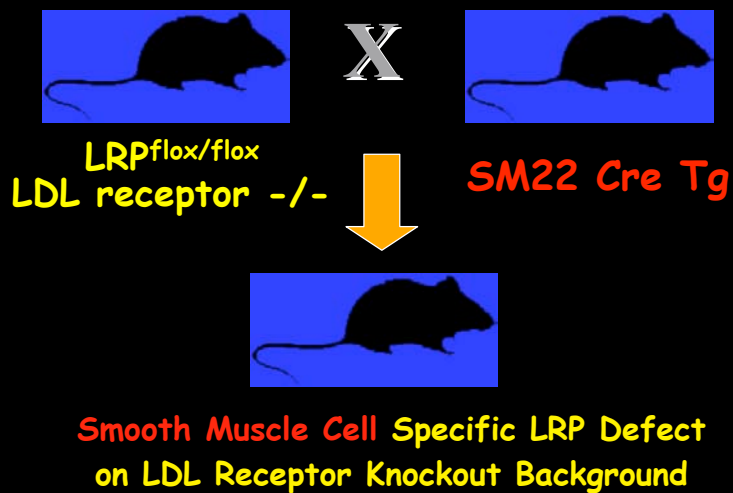 X
LRPflox/flox
LDL receptor -/-
SM22 Cre Tg
Smooth Muscle Cell Specific LRP Defect
on LDL Receptor Knockout Background